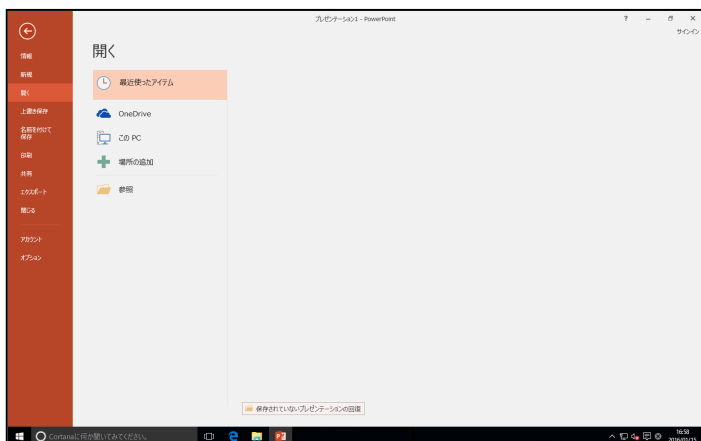 プレゼンテーション1 - PowerPoint
?
サインイン
情報
新規
開く
上書き保存
名前を付けて
保存
印刷
共有
エクスポート
閉じる
アカウント
オプション
開く
最近使ったアイテム
OneDrive
この PC
場所の追加
参照
保存されていないプレゼンテーションの回復
Cortanaに何か聞いてみてください。
16:58
2016/01/15